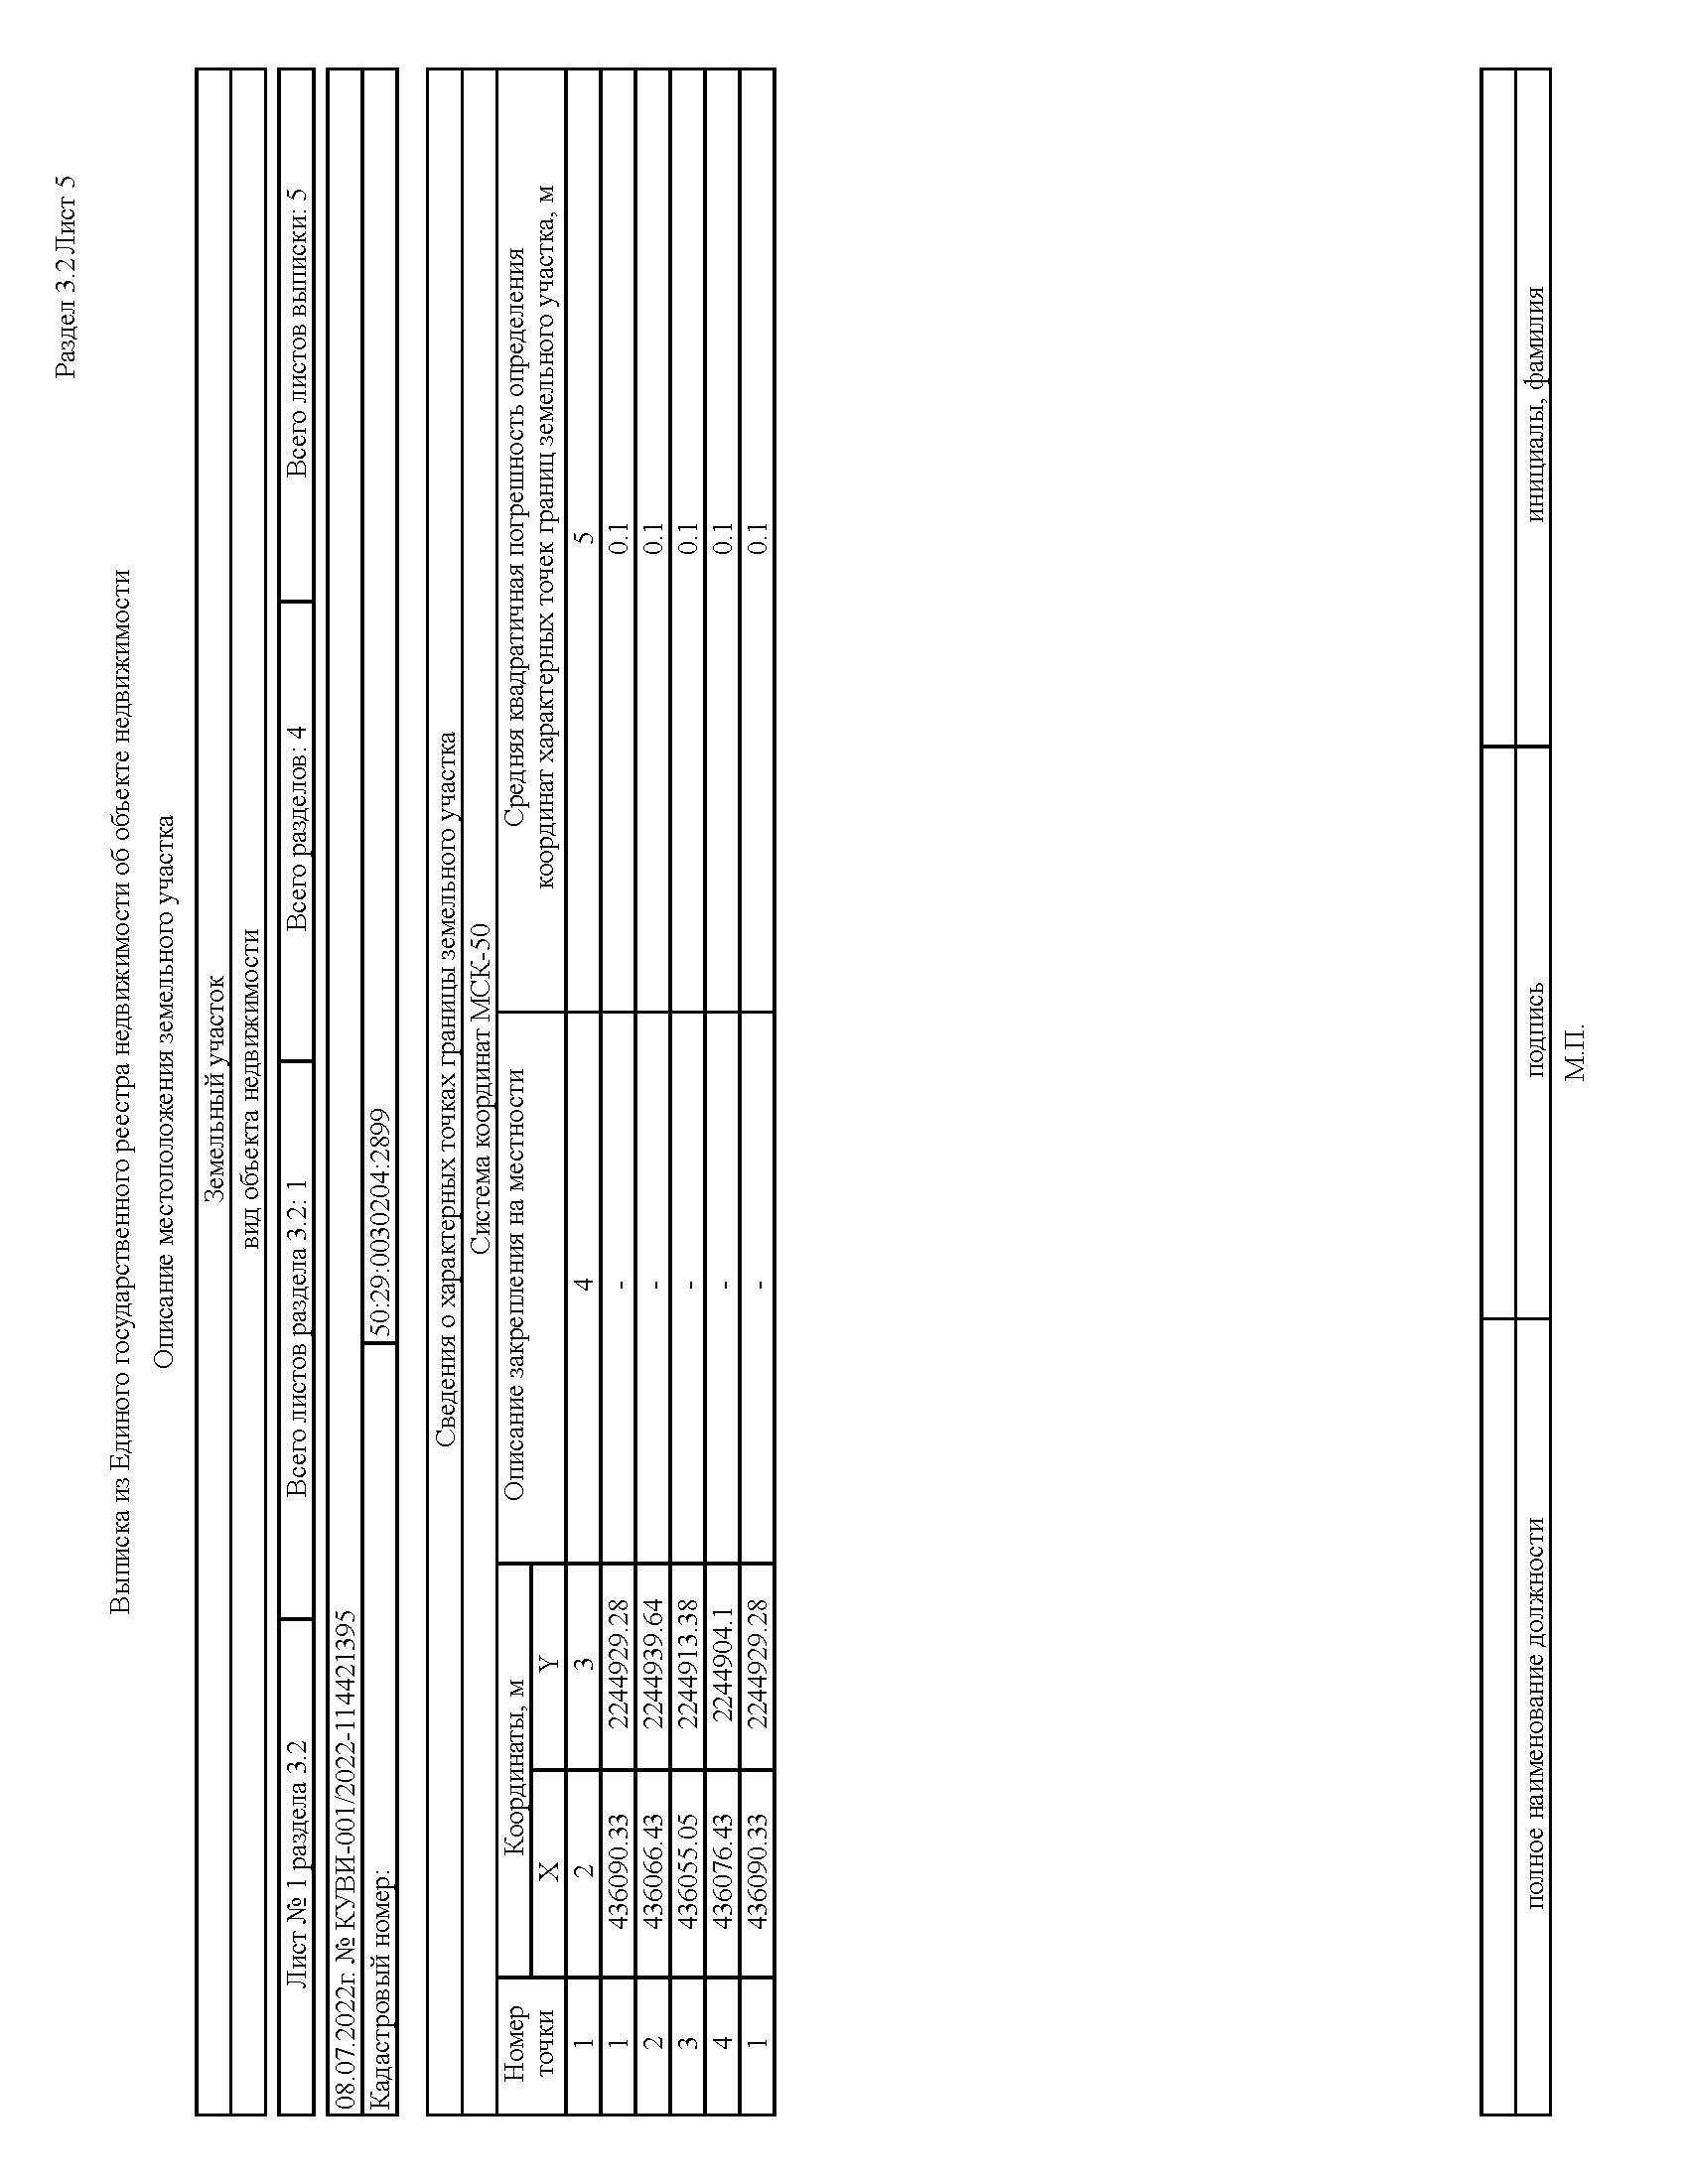 Раздел 3.2 Лист 5
Выписка из Единого государственного реестра недвижимости об объекте недвижимости
Описание местоположения земельного участка
Земельный участок
вид объекта недвижимости
Лист № 1 раздела 3.2 Всего листов раздела 3.2: 1 Всего разделов: 4 Всего листов выписки: 5
08.07.2022г. № КУВИ-001/2022-114421395
Кадастровый номер: 50:29:0030204:2899
Сведения о характерных точках границы земельного участка
Система координат МСК-50
Номер точки Координаты, м Описание закрепления на местности Средняя квадратичная погрешность определения
координат характерных точек границ земельного участка, м
X Y
1 2 3 4 5
1 436090.33 2244929.28 - 0.1
2 436066.43 2244939.64 - 0.1
3 436055.05 2244913.38 - 0.1
4 436076.43 2244904.1 - 0.1
1 436090.33 2244929.28 - 0.1
полное наименование должности подпись инициалы, фамилия
М.П.